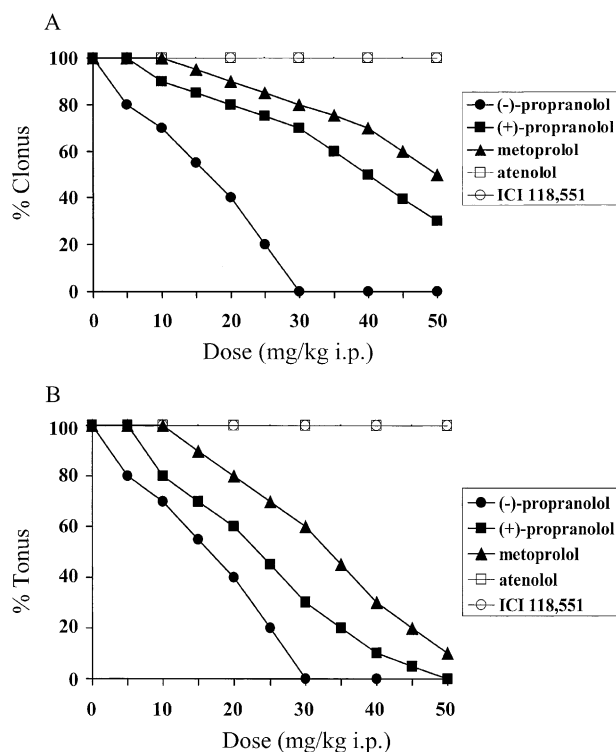 A
100
80
60
40
20
0
% Clonus
0 10 20 30 40 50
Dose (mg/kg i.p.)
(-)-propranolol
(+)-propranolol
metoprolol
atenolol
ICI 118,551
B
100
80
60
40
20
0
% Tonus
0 10 20 30 40 50
Dose (mg/kg i.p.)
(-)-propranolol
(+)-propranolol
metoprolol
atenolol
ICI 118,551